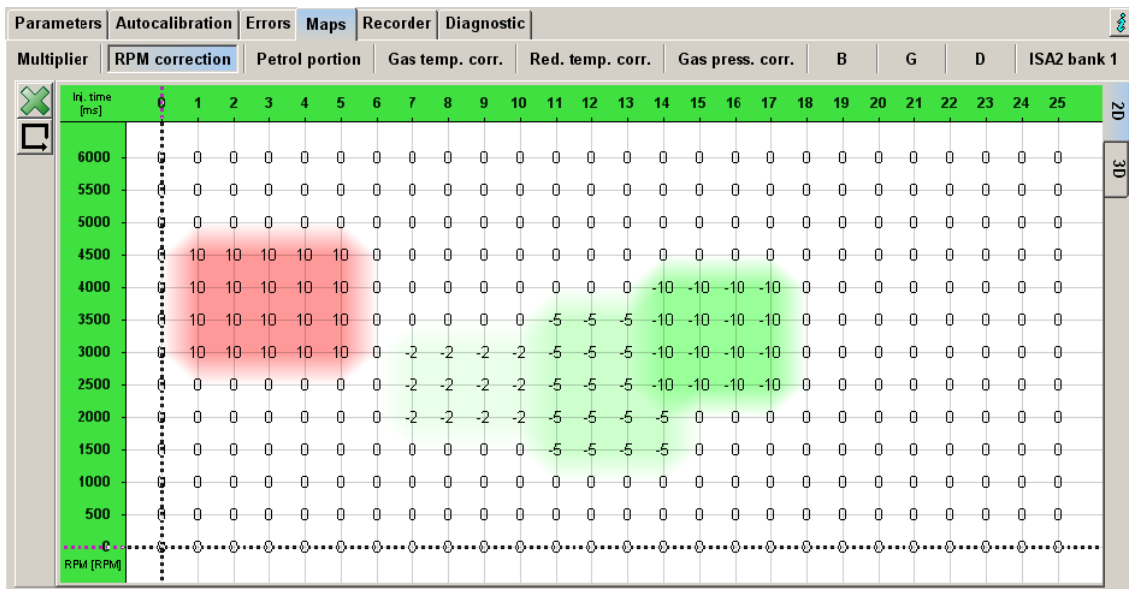 Parameters Autocalibration Errors Maps Recorder Diagnostic i
Multiplier RPM correction Petrol portion Gas temp. corr. Red. temp. corr. Gas press. corr. B G D ISA2 bank 1
Inj. time [ms] 0 1 2 3 4 5 6 7 8 9 10 11 12 13 14 15 16 17 18 19 20 21 22 23 24 25
2D
3D
6000 0 0 0 0 0 0 0 0 0 0 0 0 0 0 0 0 0 0 0 0 0 0 0 0 0 0
5500 0 0 0 0 0 0 0 0 0 0 0 0 0 0 0 0 0 0 0 0 0 0 0 0 0 0
5000 0 0 0 0 0 0 0 0 0 0 0 0 0 0 0 0 0 0 0 0 0 0 0 0 0 0
4500 0 10 10 10 10 10 0 0 0 0 0 0 0 0 0 0 0 0 0 0 0 0 0 0 0 0
4000 0 10 10 10 10 10 0 0 0 0 0 0 0 0 -10 -10 -10 -10 0 0 0 0 0 0 0 0
3500 0 10 10 10 10 10 0 0 0 0 0 -5 -5 -5 -10 -10 -10 -10 0 0 0 0 0 0 0 0
3000 0 10 10 10 10 10 0 -2 -2 -2 -2 -5 -5 -5 -10 -10 -10 -10 0 0 0 0 0 0 0 0
2500 0 0 0 0 0 0 0 -2 -2 -2 -2 -5 -5 -5 -10 -10 -10 -10 0 0 0 0 0 0 0 0
2000 0 0 0 0 0 0 0 -2 -2 -2 -2 -5 -5 -5 -5 0 0 0 0 0 0 0 0 0 0 0
1500 0 0 0 0 0 0 0 0 0 0 0 -5 -5 -5 -5 0 0 0 0 0 0 0 0 0 0 0
1000 0 0 0 0 0 0 0 0 0 0 0 0 0 0 0 0 0 0 0 0 0 0 0 0 0 0
500 0 0 0 0 0 0 0 0 0 0 0 0 0 0 0 0 0 0 0 0 0 0 0 0 0 0
0 0 0 0 0 0 0 0 0 0 0 0 0 0 0 0 0 0 0 0 0 0 0 0 0 0 0
RPM [RPM]